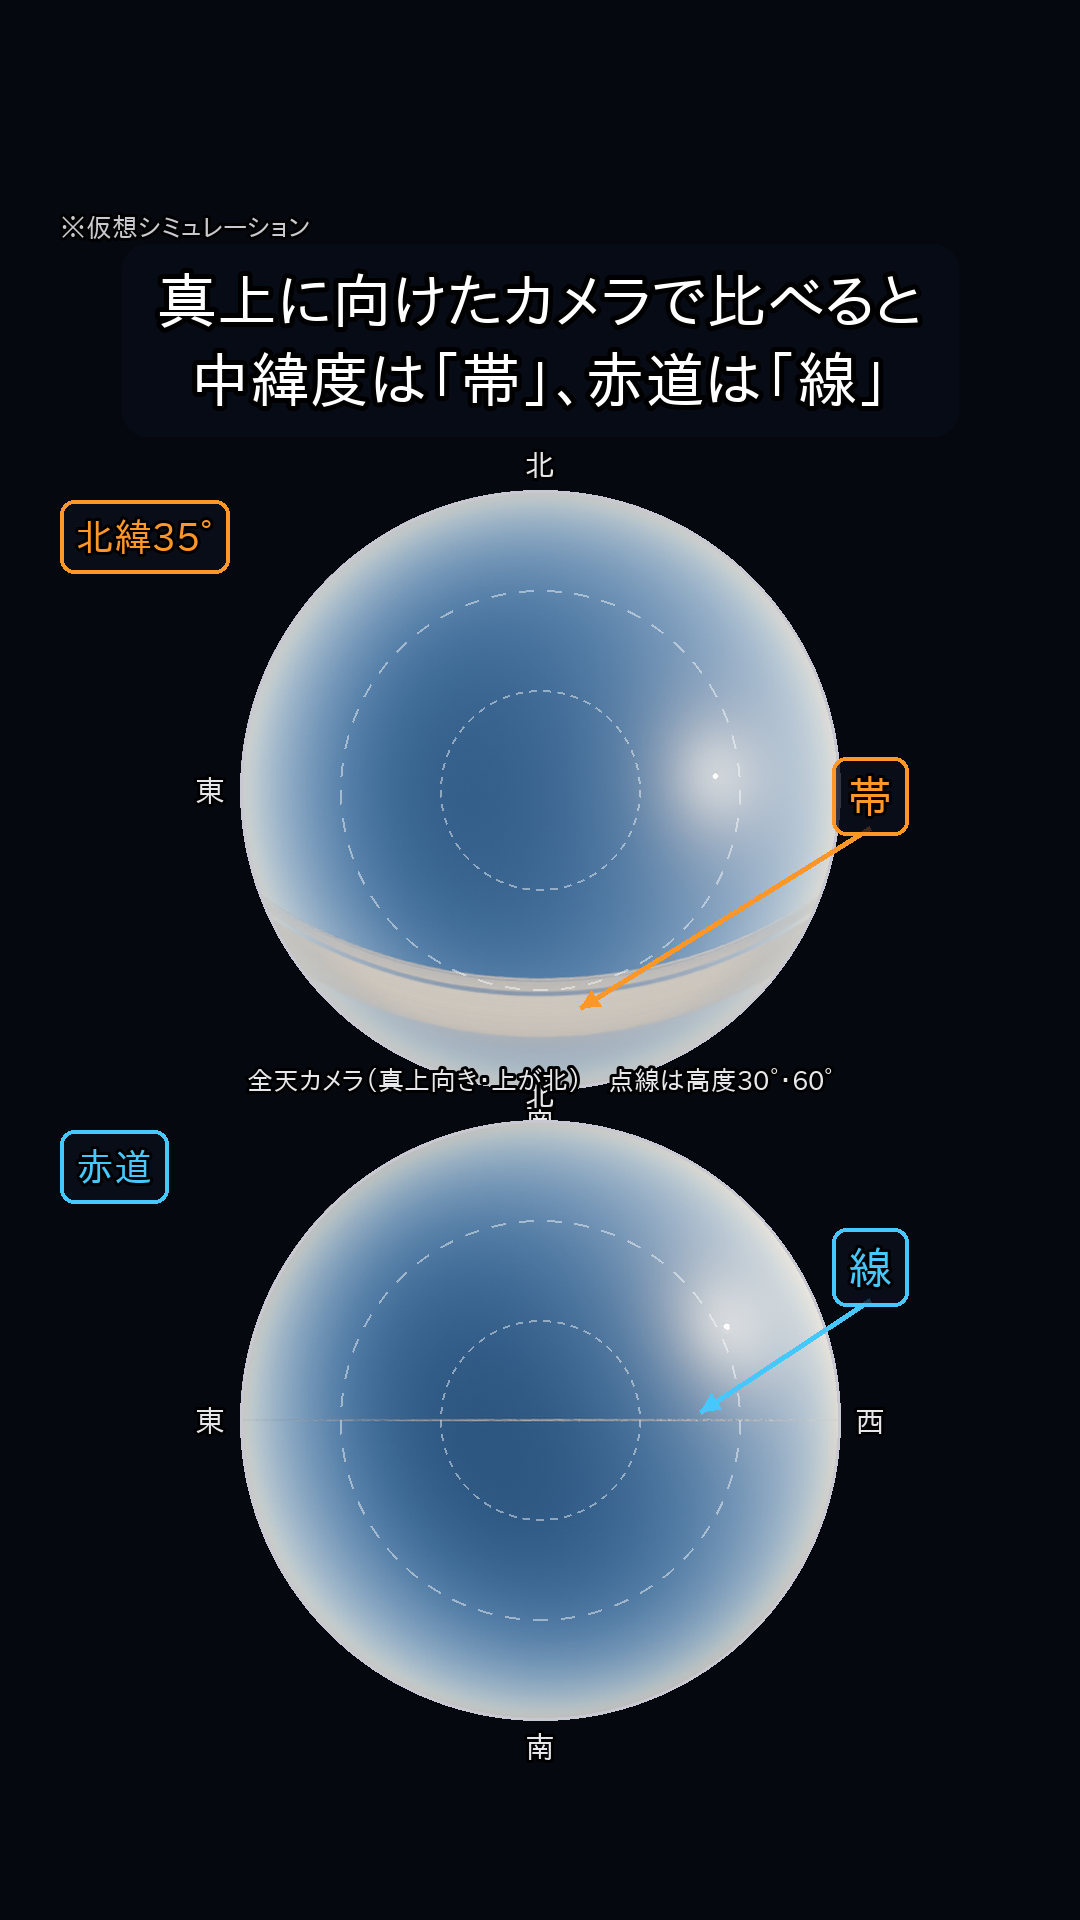 ※仮想シミュレーション
真上に向けたカメラで比べると
中緯度は「帯」、赤道は「線」
北
北緯35°
東
帯
全天カメラ（真上向き・上が北）　点線は高度30°・60°
北
南
赤道
線
東
西
南